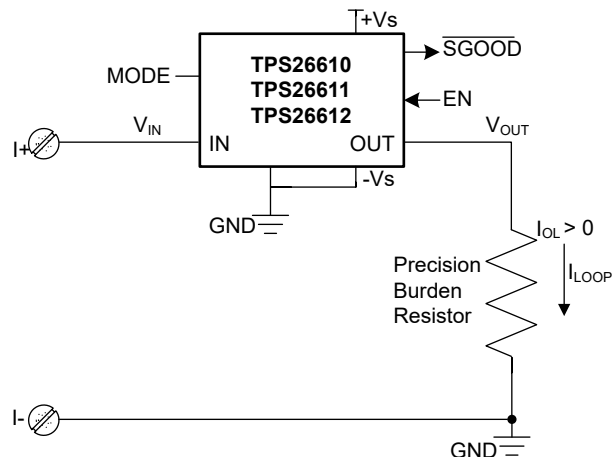 +Vs
TPS26610
TPS26611
TPS26612
SGOOD
MODE
EN
VIN
VOUT
I+
IN
OUT
-Vs
GND
IOL > 0
ILOOP
Precision
Burden
Resistor
I-
GND